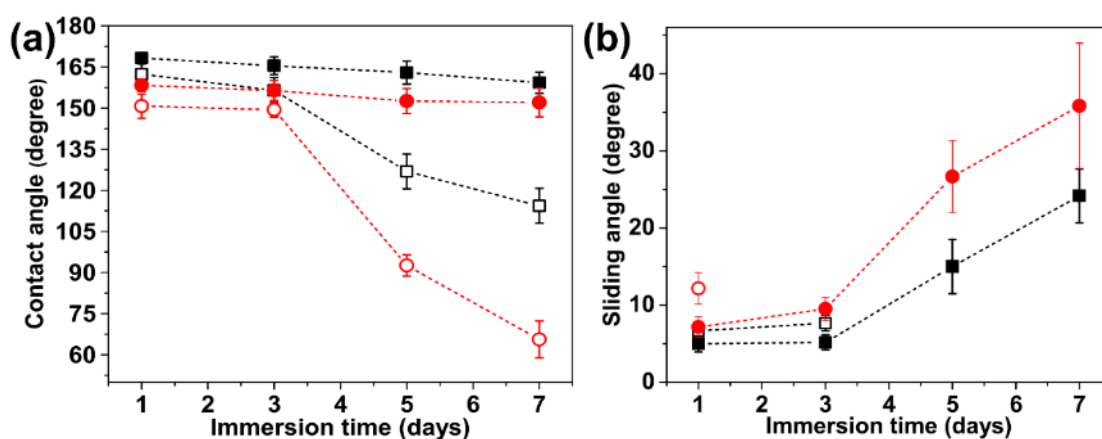 (a)
Contact angle (degree)
180
165
150
135
120
105
90
75
60
1 2 3 4 5 6 7
Immersion time (days)
(b)
Sliding angle (degree)
40
30
20
10
0
1 2 3 4 5 6 7
Immersion time (days)